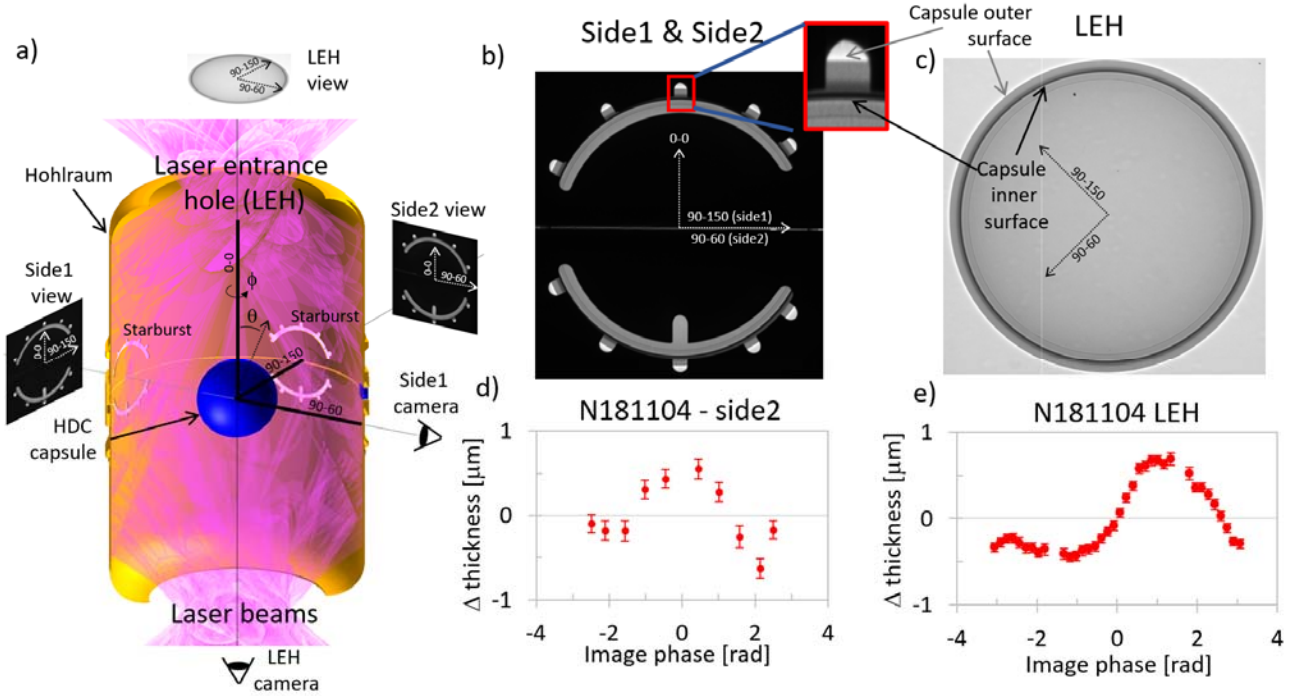 a)
LEH
view
90-150
90-60
Laser entrance
hole (LEH)
Hohlraum
Side2 view
0-0
90-60
Side1
view
0-0
90-150
Starburst
0-0
ϕ
θ
Starburst
90-150
90-60
Side1
camera
HDC
capsule
Laser beams
LEH
camera
Side1 & Side2
b)
0-0
90-150 (side1)
90-60 (side2)
Capsule outer
surface
Capsule
inner
surface
LEH
c)
90-150
90-60
d)
N181104 - side2
Δ thickness [μm]
1
0
-1
-4
-2
0
2
4
Image phase [rad]
e)
N181104 LEH
Δ thickness [μm]
1
0
-1
-4
-2
0
2
4
Image phase [rad]